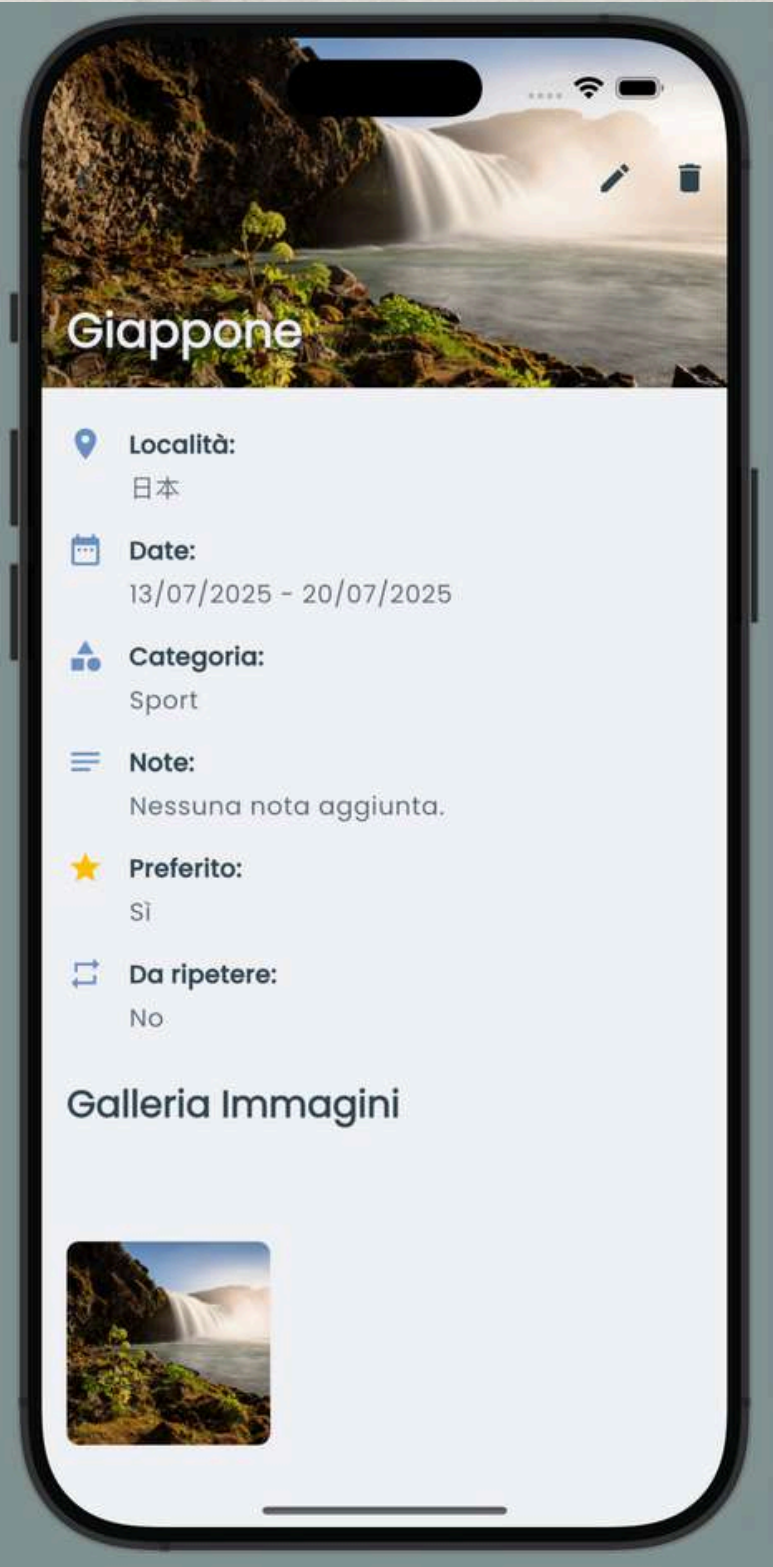 Giappone
Località:
日本
Date:
13/07/2025 - 20/07/2025
Categoria:
Sport
Note:
Nessuna nota aggiunta.
Preferito:
Sì
Da ripetere:
No
Galleria Immagini